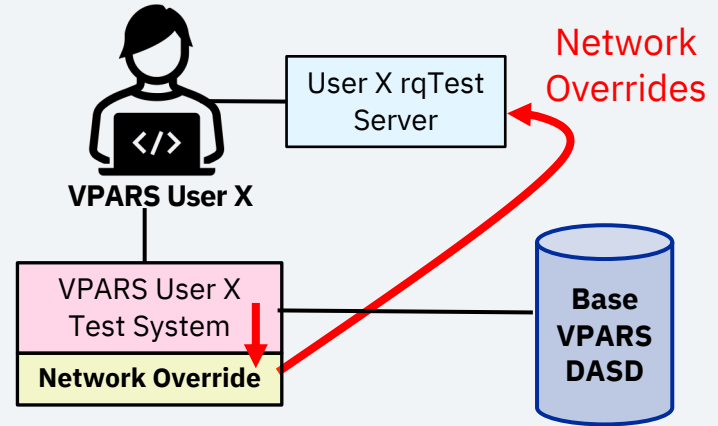 Network
Overrides
User X rqTest
Server
</>
VPARS User X
VPARS User X
Test System
Network Override
Base
VPARS
DASD